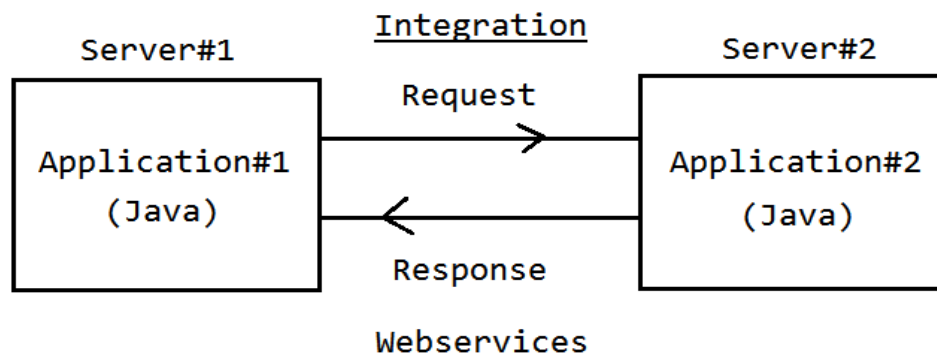 Integration
Server#1
Server#2
Request
Application#1
(Java)
Application#2
(Java)
Response
Webservices